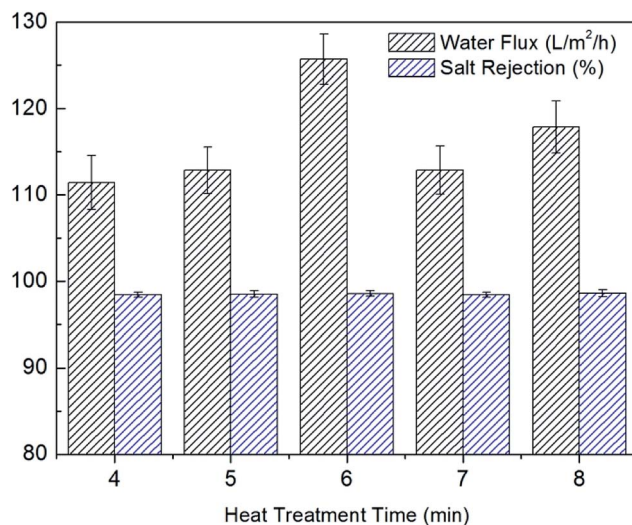 130
Water Flux (L/m²/h)
Salt Rejection (%)
120
110
100
90
80
4 5 6 7 8
Heat Treatment Time (min)